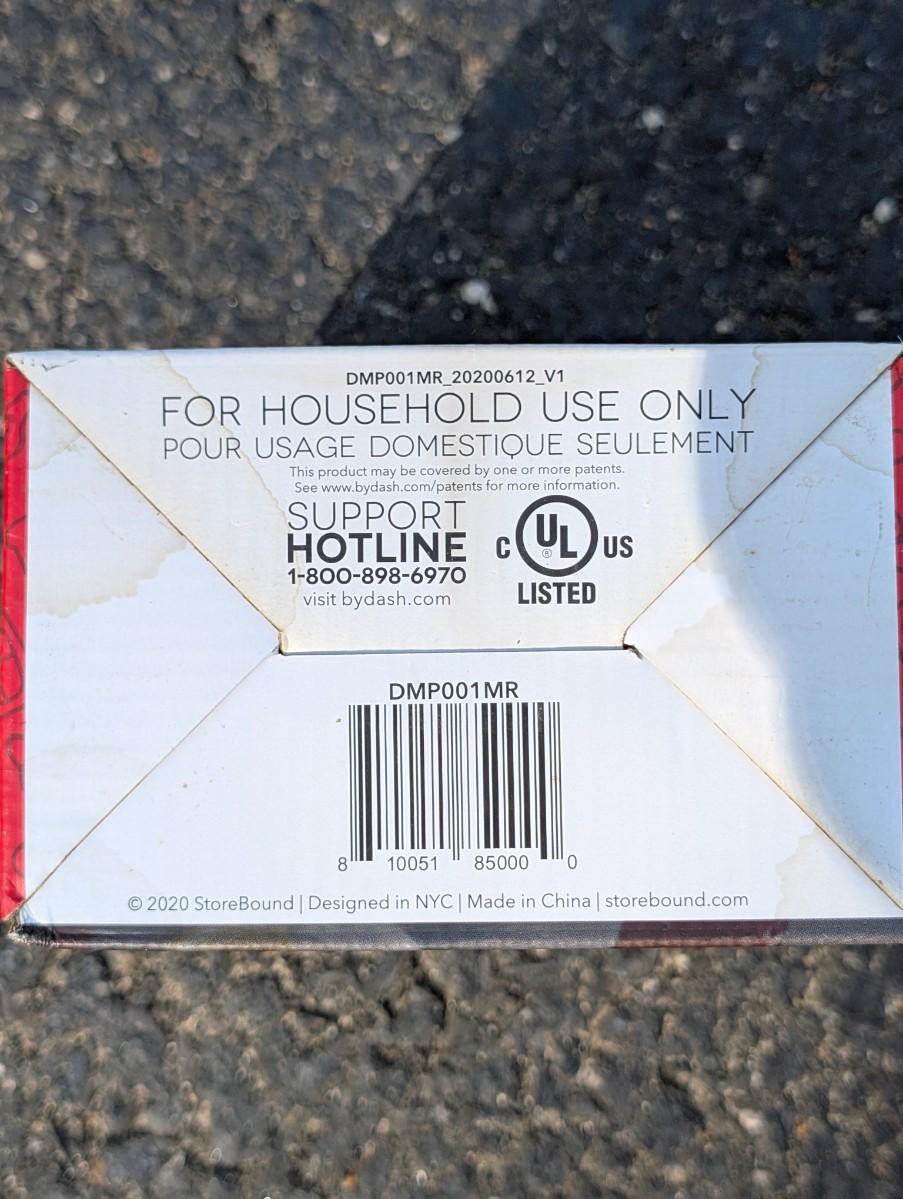 DMP001MR_20200612_V1
FOR HOUSEHOLD USE ONLY
POUR USAGE DOMESTIQUE SEULEMENT
This product may be covered by one or more patents.
See www.bydash.com/patents for more information.
SUPPORT
HOTLINE
1-800-898-6970
visit bydash.com
C UL ® US
LISTED
DMP001MR
8 10051 85000 0
© 2020 StoreBound | Designed in NYC | Made in China | storebound.com